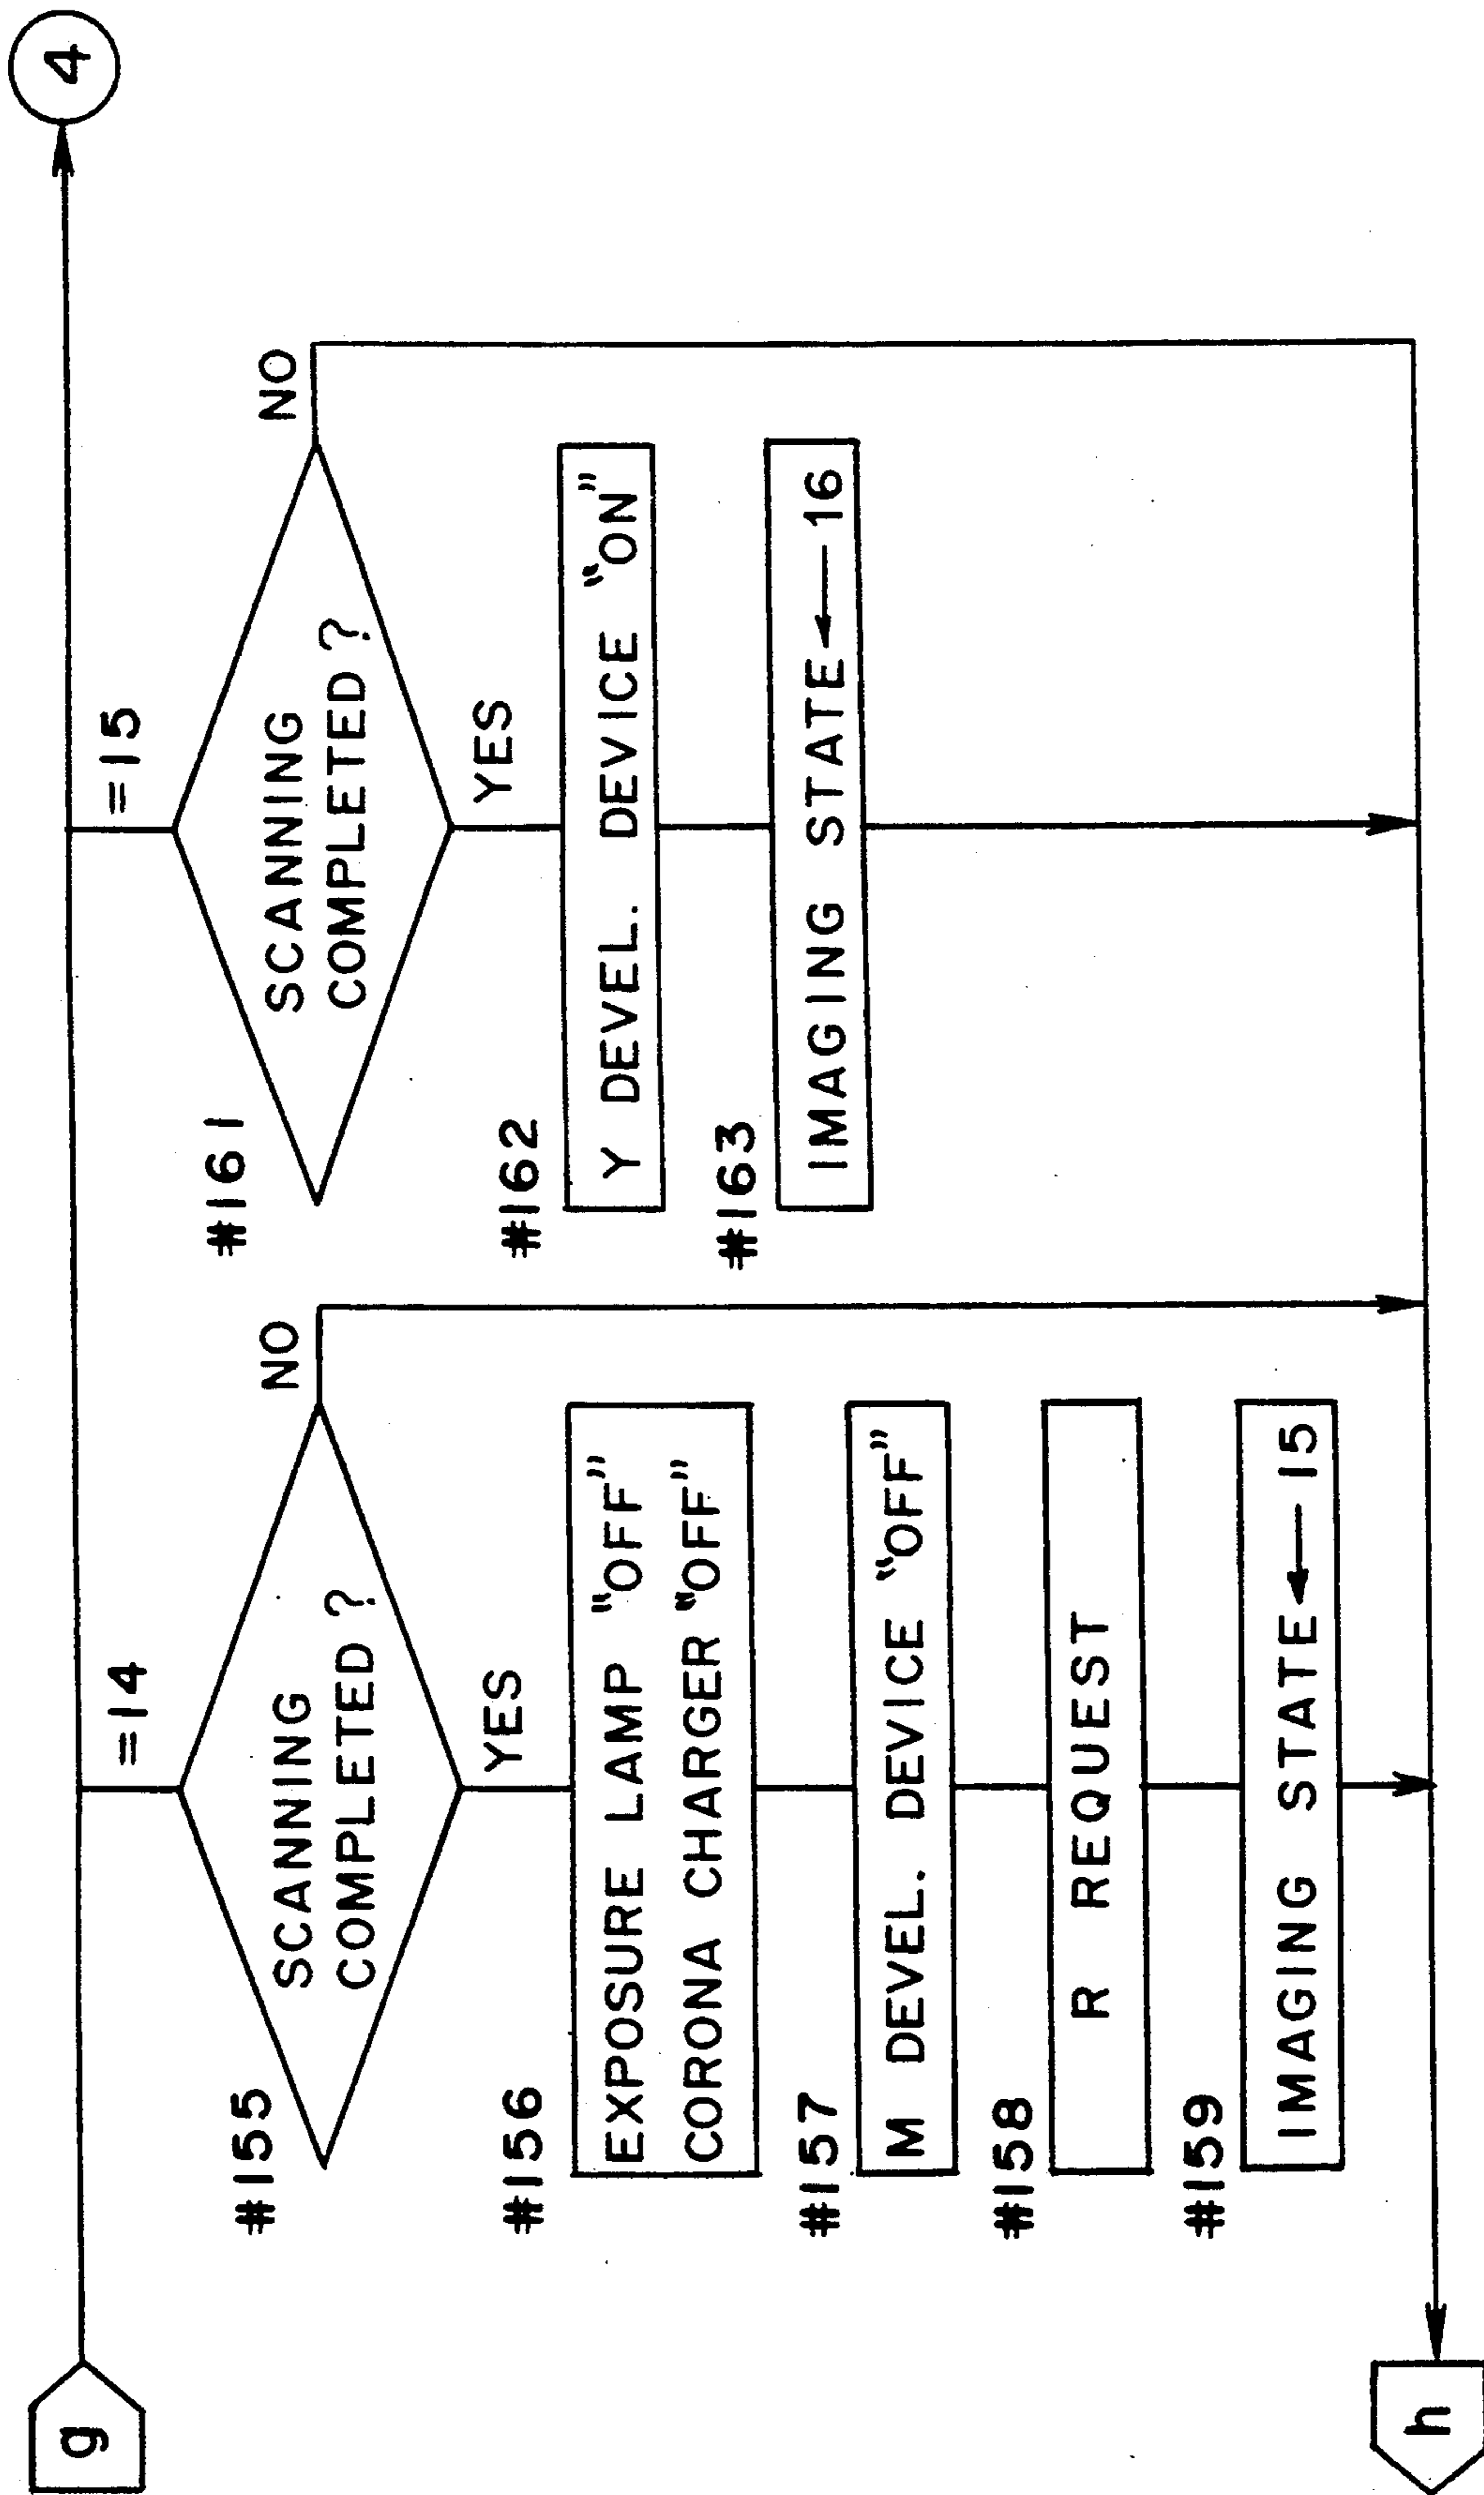 g
4
=14
#155
SCANNING
COMPLETED ?
NO
YES
#156
EXPOSURE LAMP "OFF"
CORONA CHARGER "OFF"
#157
M DEVEL. DEVICE "OFF"
#158
R REQUEST
#159
IMAGING STATE ← 15
=15
#161
SCANNING
COMPLETED ?
NO
YES
#162
Y DEVEL. DEVICE "ON"
#163
IMAGING STATE ← 16
h